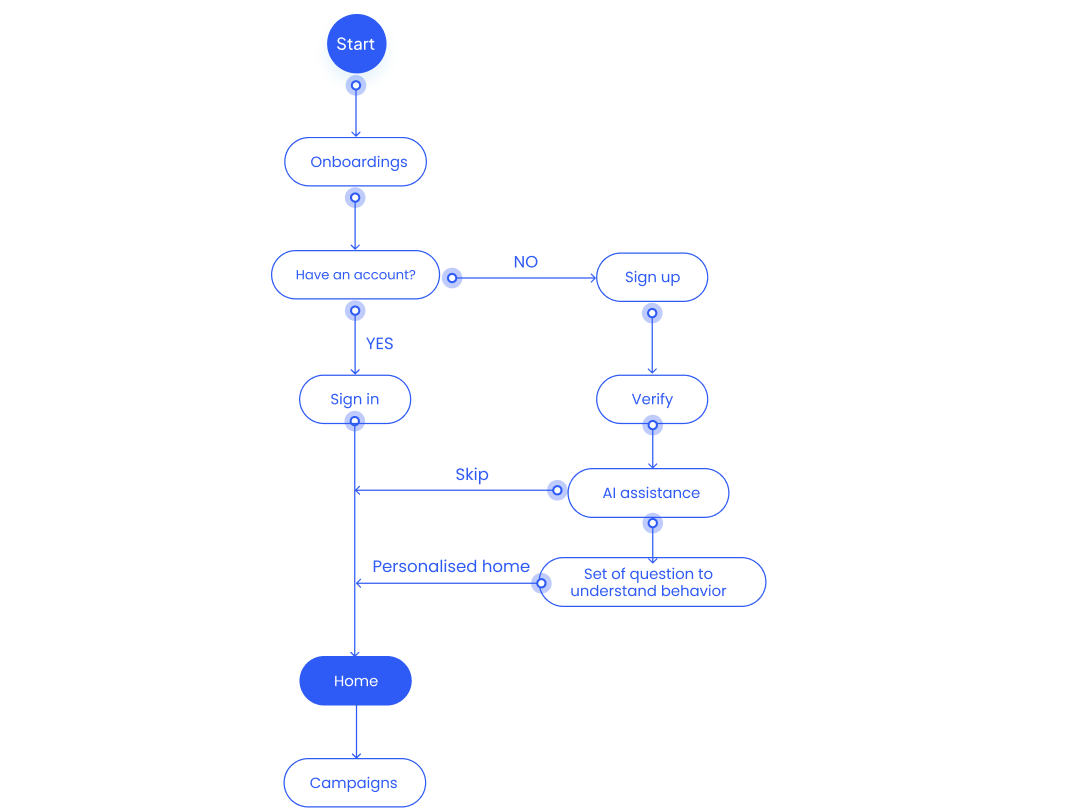 Start
Onboardings
Have an account?
NO
Sign up
YES
Sign in
Verify
Skip
AI assistance
Personalised home
Set of question to
understand behavior
Home
Campaigns